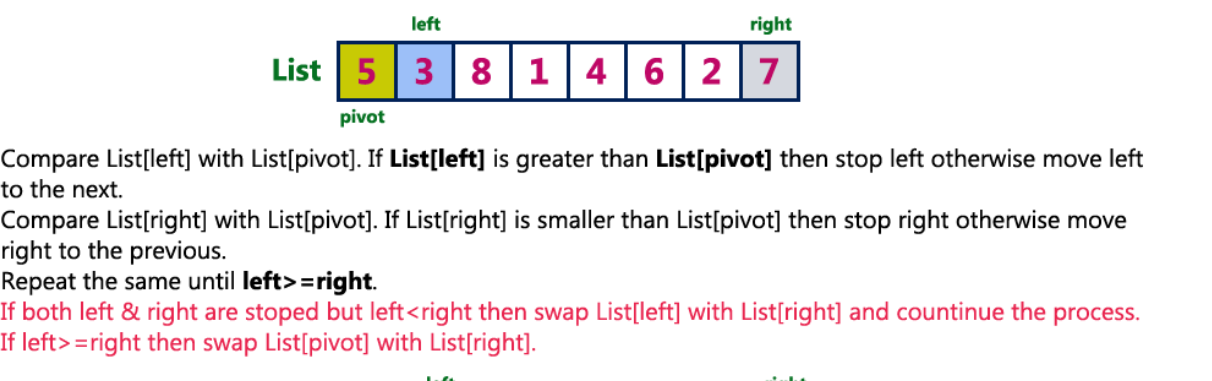 left right
List 5 3 8 1 4 6 2 7
pivot
Compare List[left] with List[pivot]. If List[left] is greater than List[pivot] then stop left otherwise move left
to the next.
Compare List[right] with List[pivot]. If List[right] is smaller than List[pivot] then stop right otherwise move
right to the previous.
Repeat the same until left>=right.
If both left & right are stoped but left<right then swap List[left] with List[right] and countinue the process.
If left>=right then swap List[pivot] with List[right].
left right